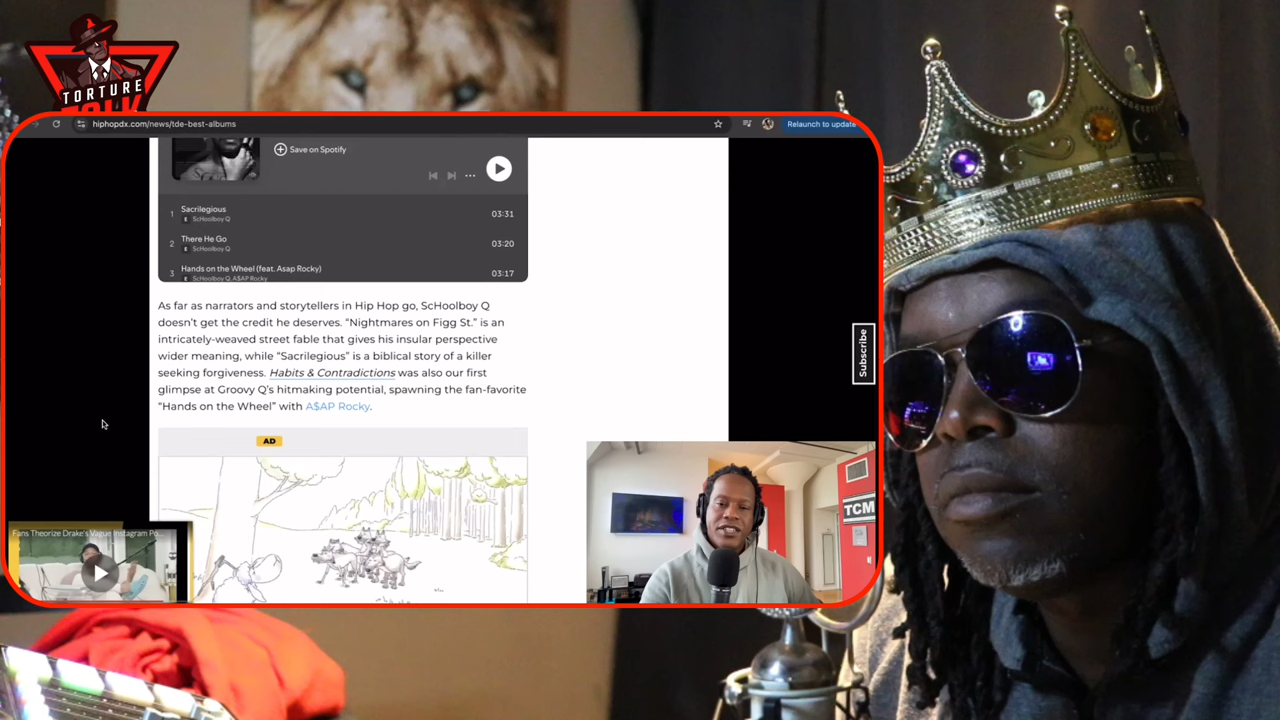 TORTURE
TALK
hiphopdx.com/news/tde-best-albums
Relaunch to update
Save on Spotify
1 Sacrilegious 03:31
E ScHoolboy Q
2 There He Go 03:20
E ScHoolboy Q
3 Hands on the Wheel (feat. Asap Rocky) 03:17
E ScHoolboy Q, A$AP Rocky
As far as narrators and storytellers in Hip Hop go, ScHoolboy Q
doesn’t get the credit he deserves. “Nightmares on Figg St.” is an
intricately-weaved street fable that gives his insular perspective
wider meaning, while “Sacrilegious” is a biblical story of a killer
seeking forgiveness. Habits & Contradictions was also our first
glimpse at Groovy Q’s hitmaking potential, spawning the fan-favorite
“Hands on the Wheel” with A$AP Rocky.
Subscribe
AD
TCM
Fans Theorize Drake's Vague Instagram Po...